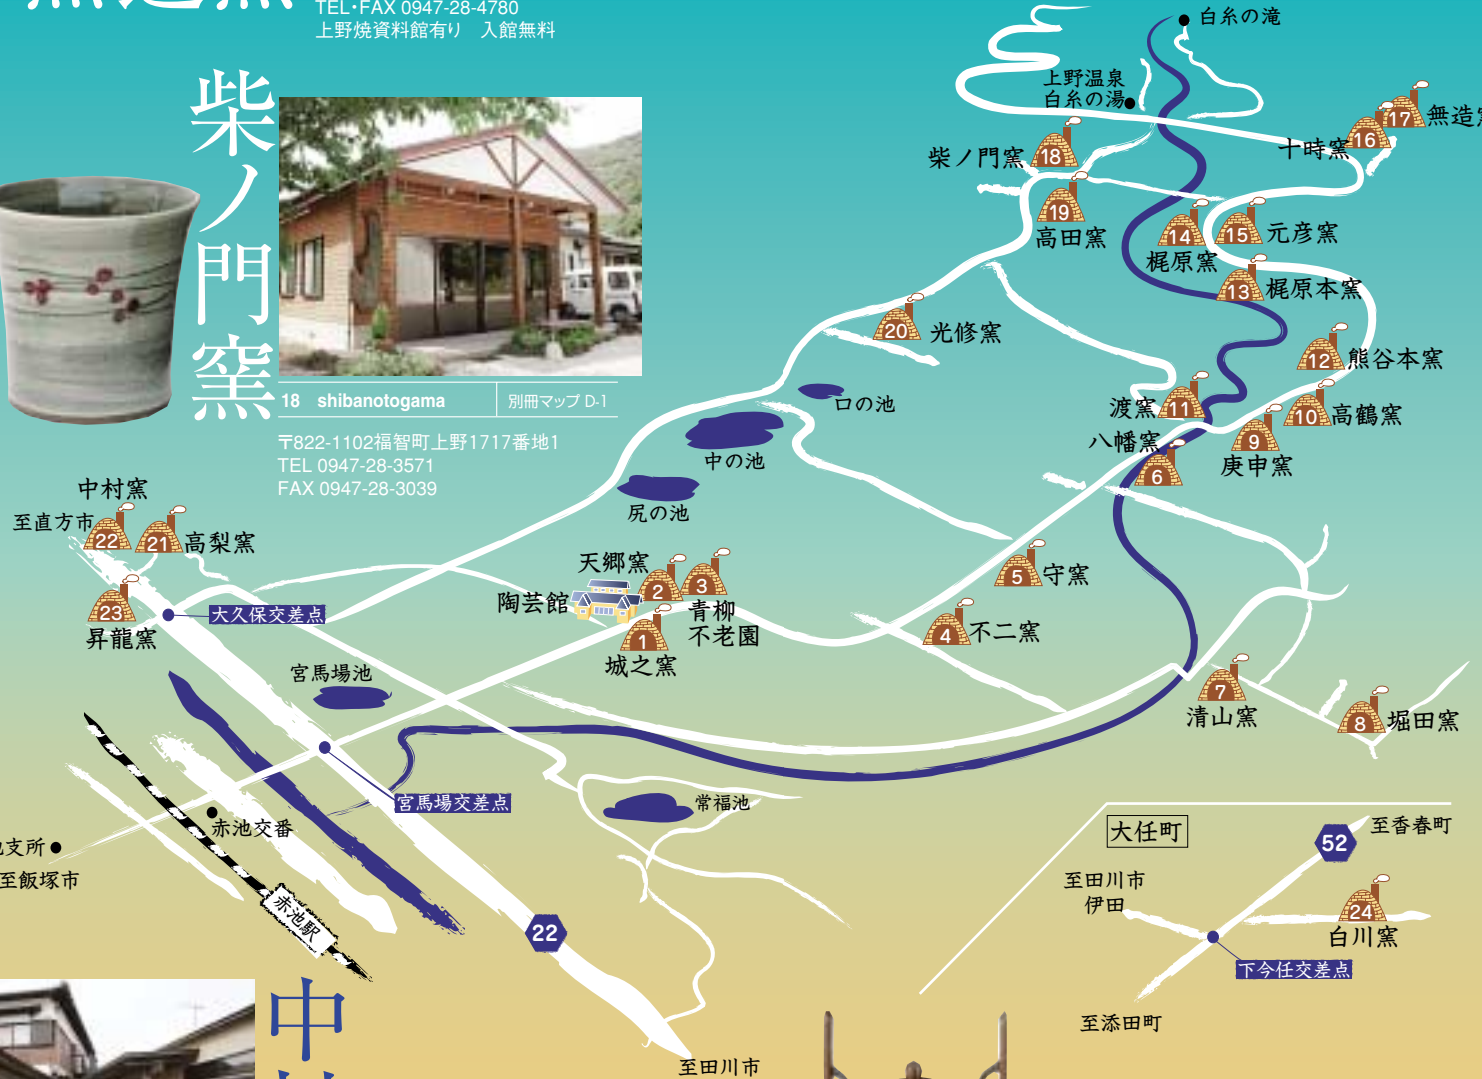 無造窯
TEL・FAX 0947-28-4780
上野焼資料館有り　入館無料
柴ノ門窯
18 shibanotogama 別冊マップ D-1
〒822-1102福智町上野1717番地1
TEL 0947-28-3571
FAX 0947-28-3039
白糸の滝
上野温泉
白糸の湯
17 無造窯
16 十時窯
柴ノ門窯 18
19
高田窯
14
梶原窯
15 元彦窯
13 梶原本窯
20 光修窯
12 熊谷本窯
口の池
渡窯 11
10 高鶴窯
八幡窯
6
9
庚申窯
中の池
尻の池
中村窯
至直方市
22
21 高梨窯
23
昇龍窯
大久保交差点
天郷窯
2
3
陶芸館
青柳
不老園
1
城之窯
5 守窯
4 不二窯
宮馬場池
7
清山窯
8 堀田窯
宮馬場交差点
常福池
赤池交番
支所
至飯塚市
赤池駅
22
至田川市
大任町
52
至香春町
至田川市
伊田
24
白川窯
下今任交差点
至添田町
中